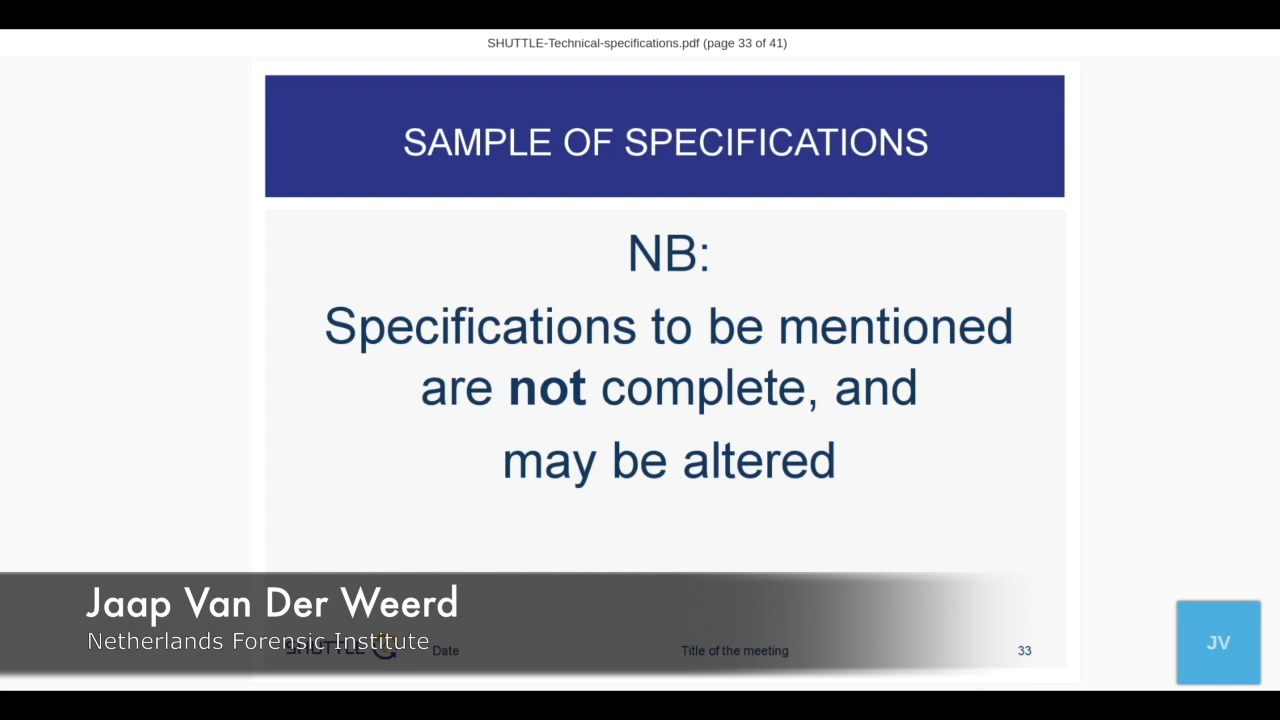 SHUTTLE-Technical-specifications.pdf (page 33 of 41)
SAMPLE OF SPECIFICATIONS
NB:
Specifications to be mentioned
are not complete, and
may be altered
Jaap Van Der Weerd
Netherlands Forensic Institute
SHUTTLE Date Title of the meeting 33
JV